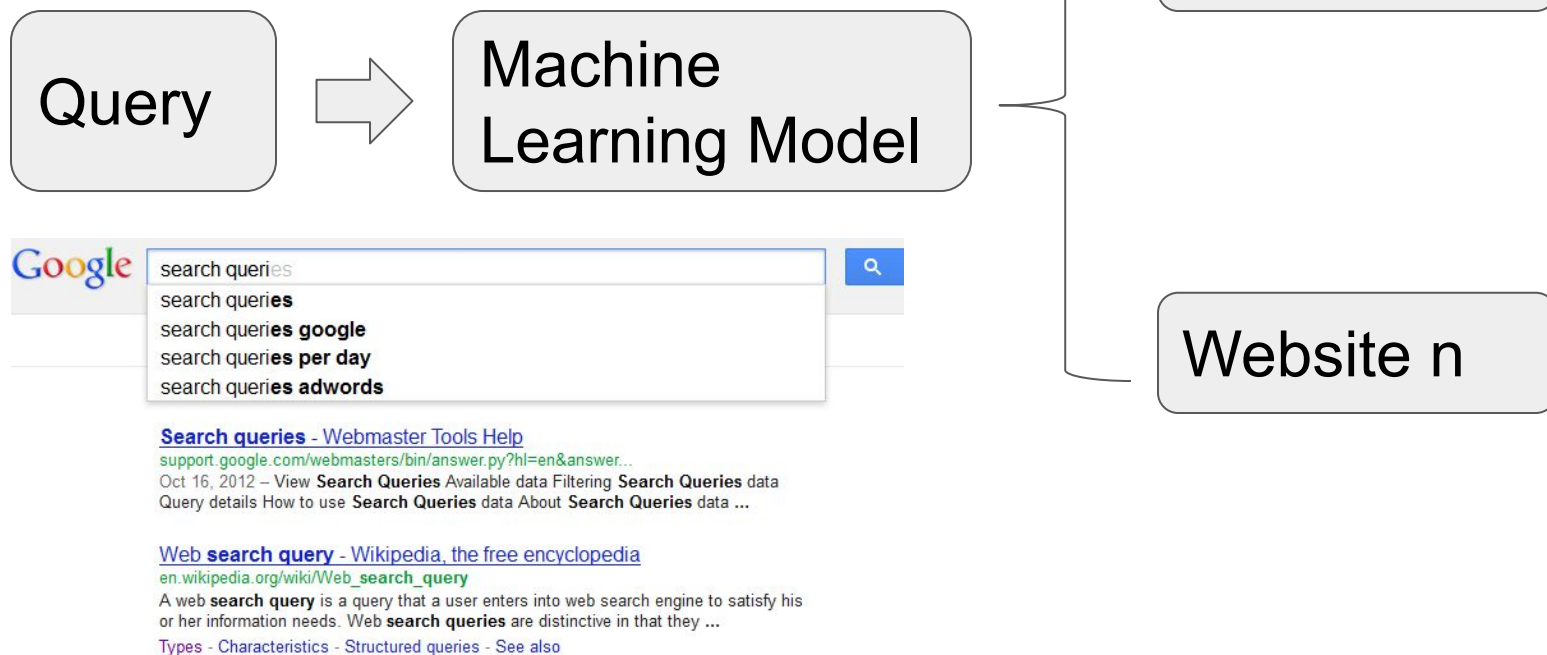 Query
Machine
Learning Model
Google
search queries
search queries
search queries google
search queries per day
search queries adwords
Website n
Search queries - Webmaster Tools Help
support.google.com/webmasters/bin/answer.py?hl=en&answer...
Oct 16, 2012 – View Search Queries Available data Filtering Search Queries data
Query details How to use Search Queries data About Search Queries data ...
Web search query - Wikipedia, the free encyclopedia
en.wikipedia.org/wiki/Web_search_query
A web search query is a query that a user enters into web search engine to satisfy his
or her information needs. Web search queries are distinctive in that they ...
Types - Characteristics - Structured queries - See also